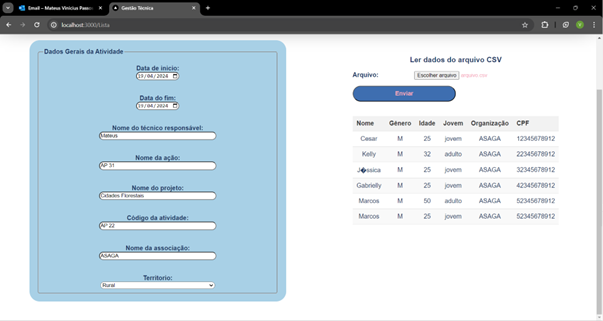 Email – Mateus Vinicius Passo
Gestão Técnica
localhost:3000/Lista
Dados Gerais da Atividade
Data de início:
Data do fim:
19/04/2024
Nome do técnico responsável:
Mateus
Nome da ação:
AP 31
Nome do projeto:
Cidades Florestais
Código da atividade:
AP 22
Nome da associação:
ASAGA
Territorio:
Rural
Ler dados do arquivo CSV
Arquivo: Escolher arquivo arquivo.csv
Enviar
Nome Gênero Idade Jovem Organização CPF
Cesar M 25 jovem ASAGA 12345678912
Kelly M 32 adulto ASAGA 22345678912
J�ssica M 25 jovem ASAGA 32345678912
Gabrielly M 25 jovem ASAGA 42345678912
Marcos M 50 adulto ASAGA 52345678912
Marcos M 25 jovem ASAGA 52345678912